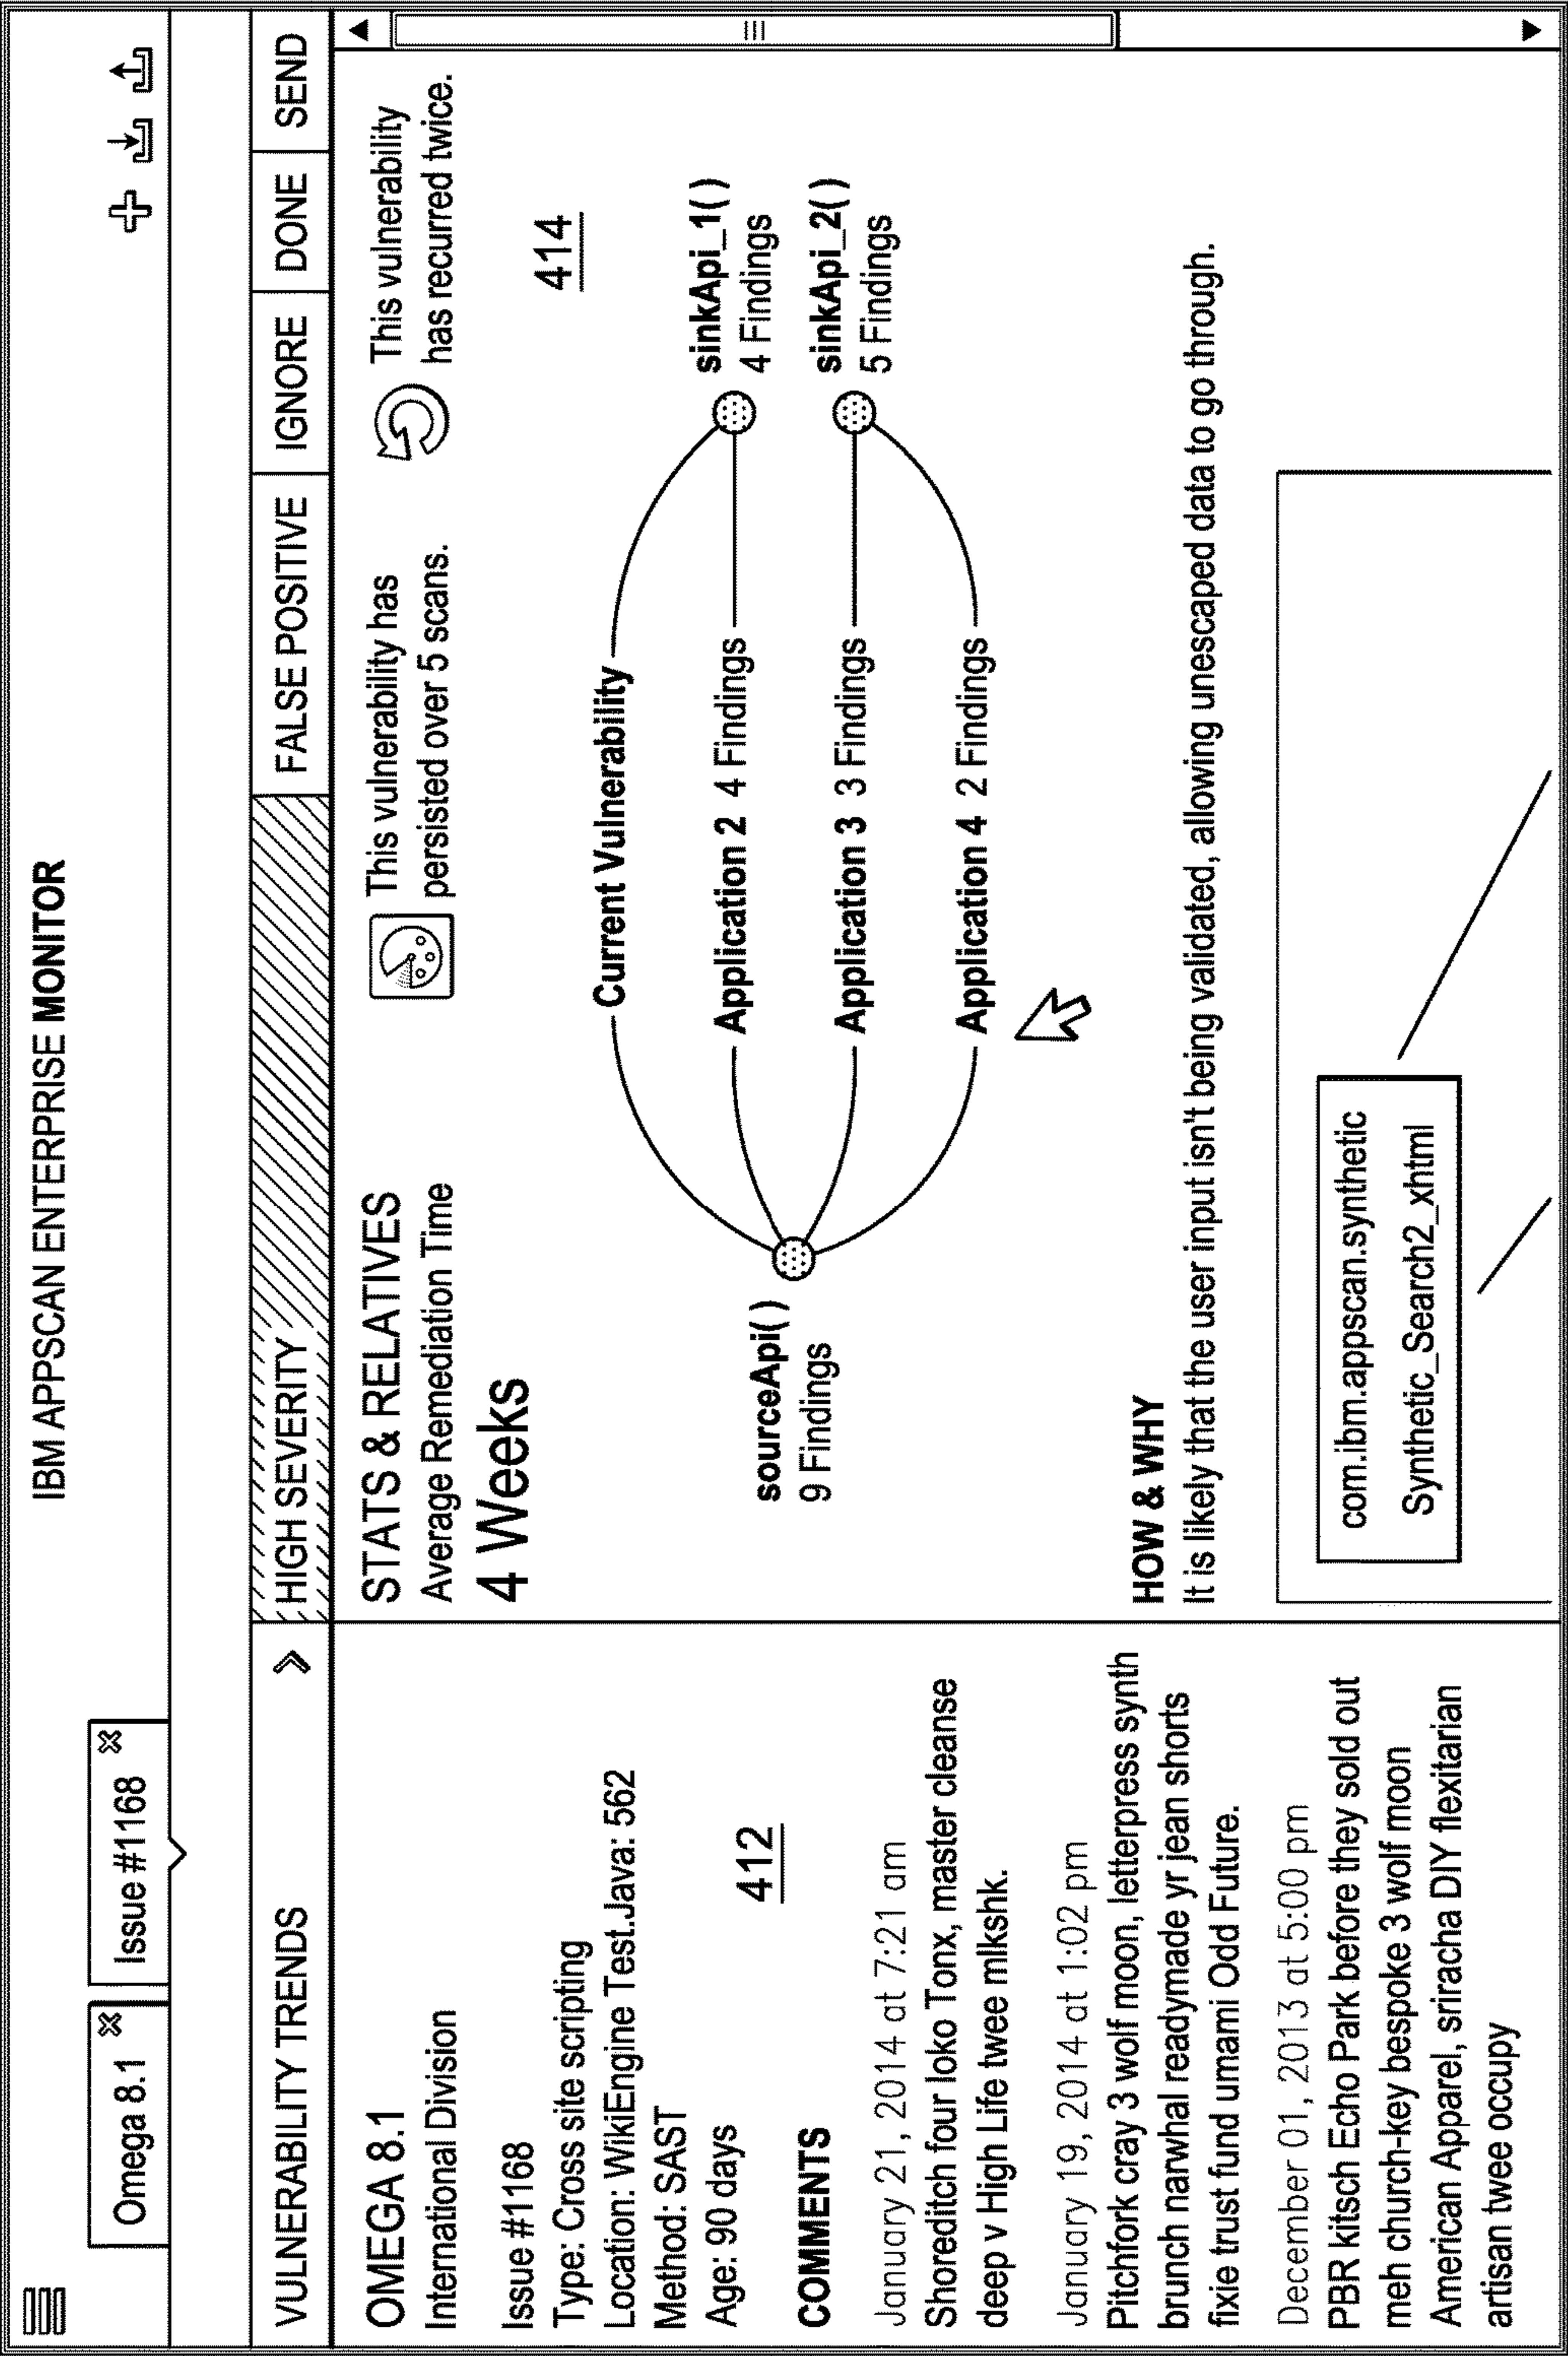 IBM APPSCAN ENTERPRISE MONITOR
Omega 8.1
Issue #1168
VULNERABILITY TRENDS
HIGH SEVERITY
FALSE POSITIVE
IGNORE
DONE
SEND
OMEGA 8.1
International Division
Issue #1168
Type: Cross site scripting
Location: WikiEngine Test.Java: 562
Method: SAST
Age: 90 days
412
COMMENTS
January 21, 2014 at 7:21 am
Shoreditch four loko Tonx, master cleanse
deep v High Life twee mlkshk.
January 19, 2014 at 1:02 pm
Pitchfork cray 3 wolf moon, letterpress synth
brunch narwhal readymade yr jean shorts
fixie trust fund umami Odd Future.
December 01, 2013 at 5:00 pm
PBR kitsch Echo Park before they sold out
meh church-key bespoke 3 wolf moon
American Apparel, sriracha DIY flexitarian
artisan twee occupy
STATS & RELATIVES
Average Remediation Time
4 Weeks
This vulnerability has
persisted over 5 scans.
This vulnerability
has recurred twice.
414
sourceApi( )
9 Findings
Current Vulnerability
Application 2 4 Findings
Application 3 3 Findings
Application 4 2 Findings
sinkApi_1( )
4 Findings
sinkApi_2( )
5 Findings
HOW & WHY
It is likely that the user input isn't being validated, allowing unescaped data to go through.
com.ibm.appscan.synthetic
Synthetic_Search2_xhtml